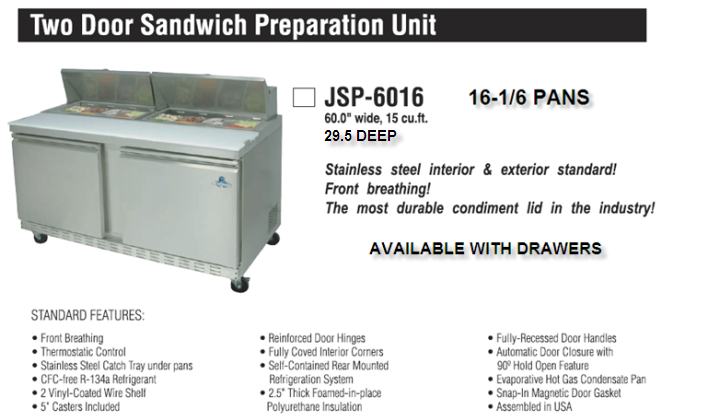 Two Door Sandwich Preparation Unit
JSP-6016 16-1/6 PANS
60.0" wide, 15 cu.ft.
29.5 DEEP
Stainless steel interior & exterior standard!
Front breathing!
The most durable condiment lid in the industry!
AVAILABLE WITH DRAWERS
STANDARD FEATURES:
• Front Breathing
• Thermostatic Control
• Stainless Steel Catch Tray under pans
• CFC-free R-134a Refrigerant
• 2 Vinyl-Coated Wire Shelf
• 5" Casters Included
• Reinforced Door Hinges
• Fully Coved Interior Corners
• Self-Contained Rear Mounted
Refrigeration System
• 2.5" Thick Foamed-in-place
Polyurethane Insulation
• Fully-Recessed Door Handles
• Automatic Door Closure with
90º Hold Open Feature
• Evaporative Hot Gas Condensate Pan
• Snap-In Magnetic Door Gasket
• Assembled in USA